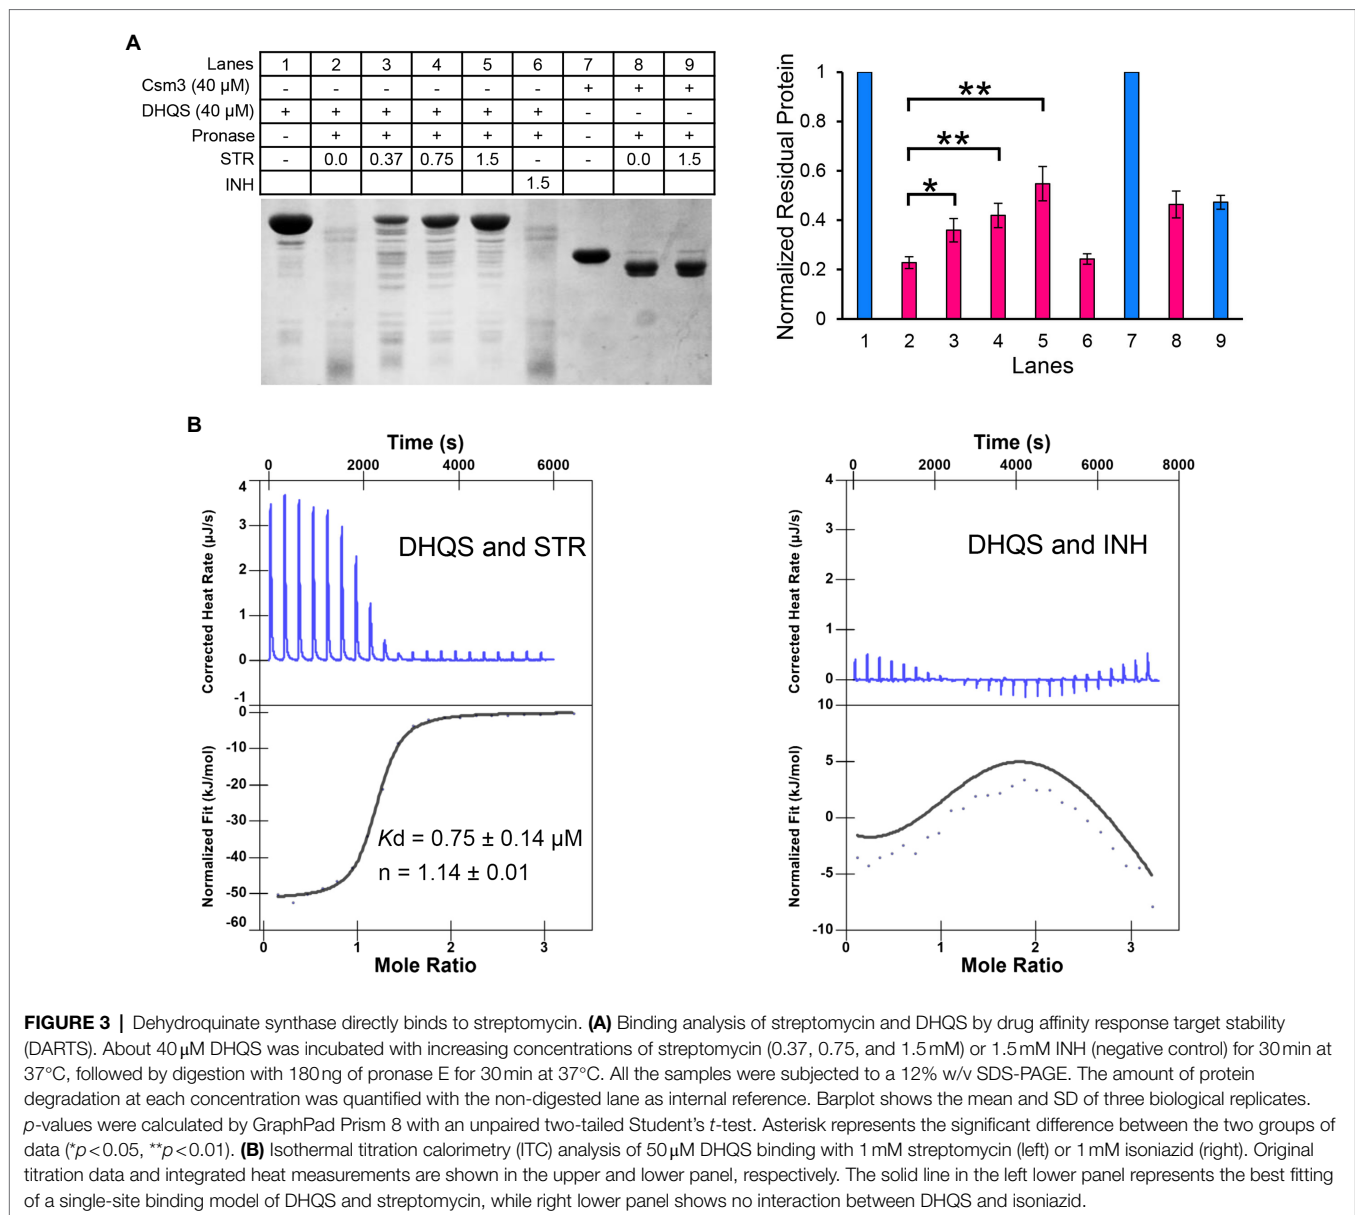 A
Lanes 1 2 3 4 5 6 7 8 9
Csm3 (40 µM) - - - - - - + + +
DHQS (40 µM) + + + + + + - - -
Pronase - + + + + + - + +
STR - 0.0 0.37 0.75 1.5 - - 0.0 1.5
INH 1.5
Normalized Residual Protein
1
0.8
0.6
0.4
0.2
0
**
**
*
1 2 3 4 5 6 7 8 9
Lanes
B
Time (s)
0 2000 4000 6000
Corrected Heat Rate (µJ/s)
4
3
2
1
0
-1
DHQS and STR
Normalized Fit (kJ/mol)
0
-10
-20
-30
-40
-50
-60
Kd = 0.75 ± 0.14 µM
n = 1.14 ± 0.01
0 1 2 3
Mole Ratio
Time (s)
0 2000 4000 6000 8000
Corrected Heat Rate (µJ/s)
4
3
2
1
0
DHQS and INH
Normalized Fit (kJ/mol)
10
5
0
-5
-10
0 1 2 3
Mole Ratio
FIGURE 3 | Dehydroquinate synthase directly binds to streptomycin. (A) Binding analysis of streptomycin and DHQS by drug affinity response target stability
(DARTS). About 40 µM DHQS was incubated with increasing concentrations of streptomycin (0.37, 0.75, and 1.5 mM) or 1.5 mM INH (negative control) for 30 min at
37°C, followed by digestion with 180 ng of pronase E for 30 min at 37°C. All the samples were subjected to a 12% w/v SDS-PAGE. The amount of protein
degradation at each concentration was quantified with the non-digested lane as internal reference. Barplot shows the mean and SD of three biological replicates.
p-values were calculated by GraphPad Prism 8 with an unpaired two-tailed Student's t-test. Asterisk represents the significant difference between the two groups of
data (*p < 0.05, **p < 0.01). (B) Isothermal titration calorimetry (ITC) analysis of 50 µM DHQS binding with 1 mM streptomycin (left) or 1 mM isoniazid (right). Original
titration data and integrated heat measurements are shown in the upper and lower panel, respectively. The solid line in the left lower panel represents the best fitting
of a single-site binding model of DHQS and streptomycin, while right lower panel shows no interaction between DHQS and isoniazid.